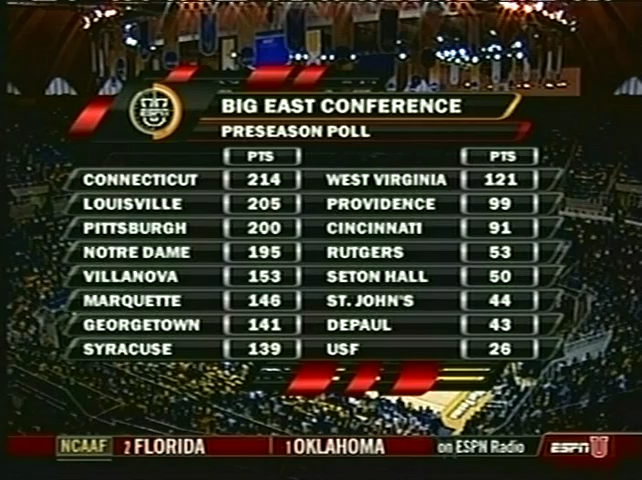 BIG EAST CONFERENCE
PRESEASON POLL
PTS PTS
CONNECTICUT 214 WEST VIRGINIA 121
LOUISVILLE 205 PROVIDENCE 99
PITTSBURGH 200 CINCINNATI 91
NOTRE DAME 195 RUTGERS 53
VILLANOVA 153 SETON HALL 50
MARQUETTE 146 ST. JOHN'S 44
GEORGETOWN 141 DEPAUL 43
SYRACUSE 139 USF 26
NCAAF 2 FLORIDA 1 OKLAHOMA on ESPN Radio ESPN U